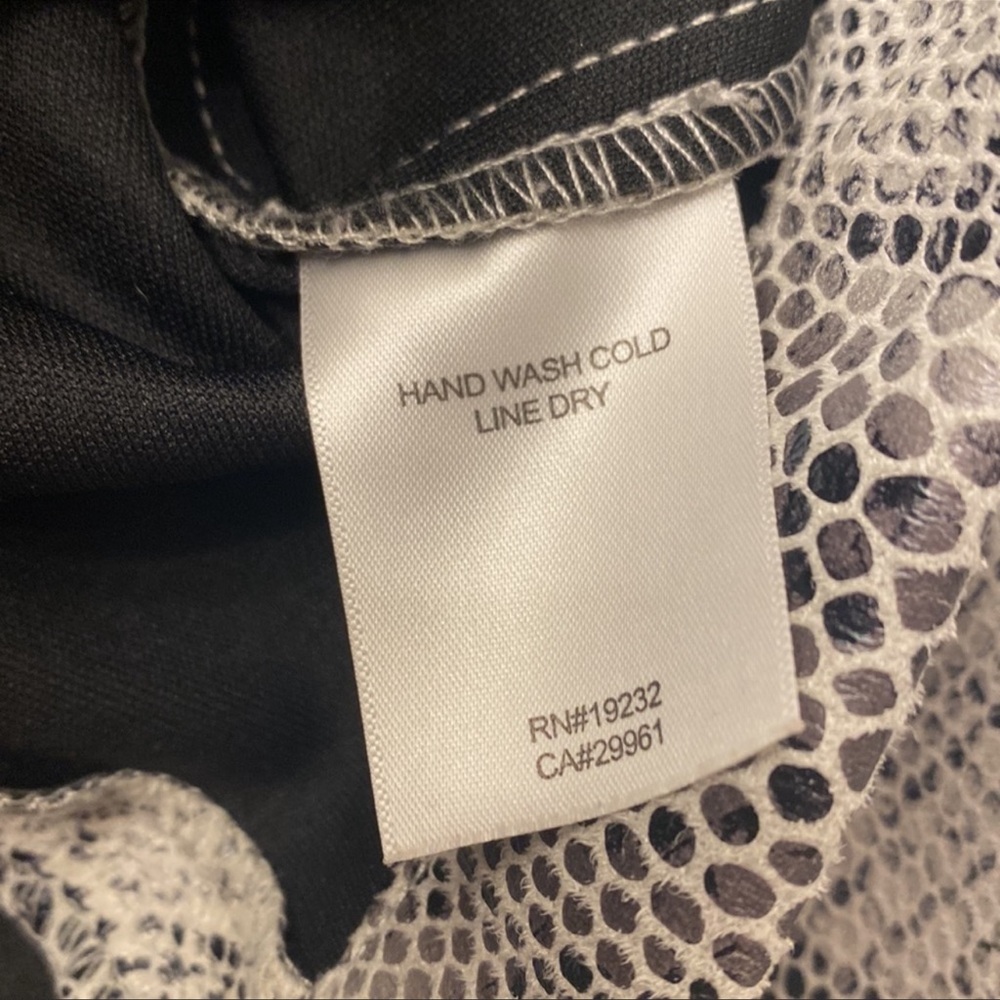 HAND WASH COLD
LINE DRY
RN#19232
CA#29961